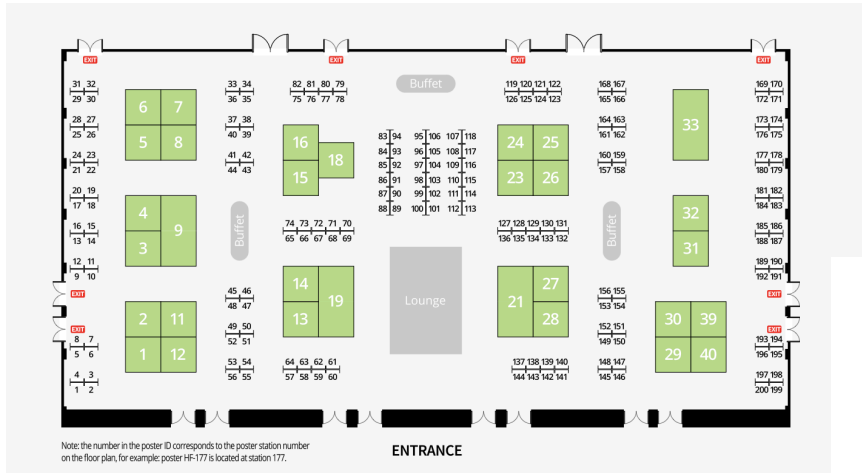 EXIT EXIT EXIT EXIT
31 32 33 34 82 81 80 79 Buffet 119 120 121 122 168 167 169 170
29 30 36 35 75 76 77 78 126 125 124 123 165 166 172 171
6 7 33
28 27 37 38 164 163 173 174
25 26 40 39 161 162 176 175
5 8 16 18 24 25
83 94 95 106 107 118
84 93 96 105 108 117
85 92 97 104 109 116
86 91 98 103 110 115
87 90 99 102 111 114
88 89 100 101 112 113
24 23 41 42 160 159 177 178
21 22 44 43 157 158 180 179
15 23 26
20 19 181 182
17 18 184 183
4 9 32
3 31
16 15 Buffet 74 73 72 71 70 127 128 129 130 131 Buffet 185 186
13 14 65 66 67 68 69 136 135 134 133 132 188 187
12 11 189 190
9 10 192 191
14 19 Lounge 21 27
13 28
EXIT EXIT
45 46 156 155
48 47 153 154
2 11 30 39
1 12 29 40
EXIT EXIT
49 50 152 151
52 51 149 150
8 7 193 194
5 6 196 195
53 54 64 63 62 61 137 138 139 140 148 147
56 55 57 58 59 60 144 143 142 141 145 146
4 3 197 198
1 2 200 199
Note: the number in the poster ID corresponds to the poster station number
on the floor plan, for example: poster HF-177 is located at station 177.
ENTRANCE